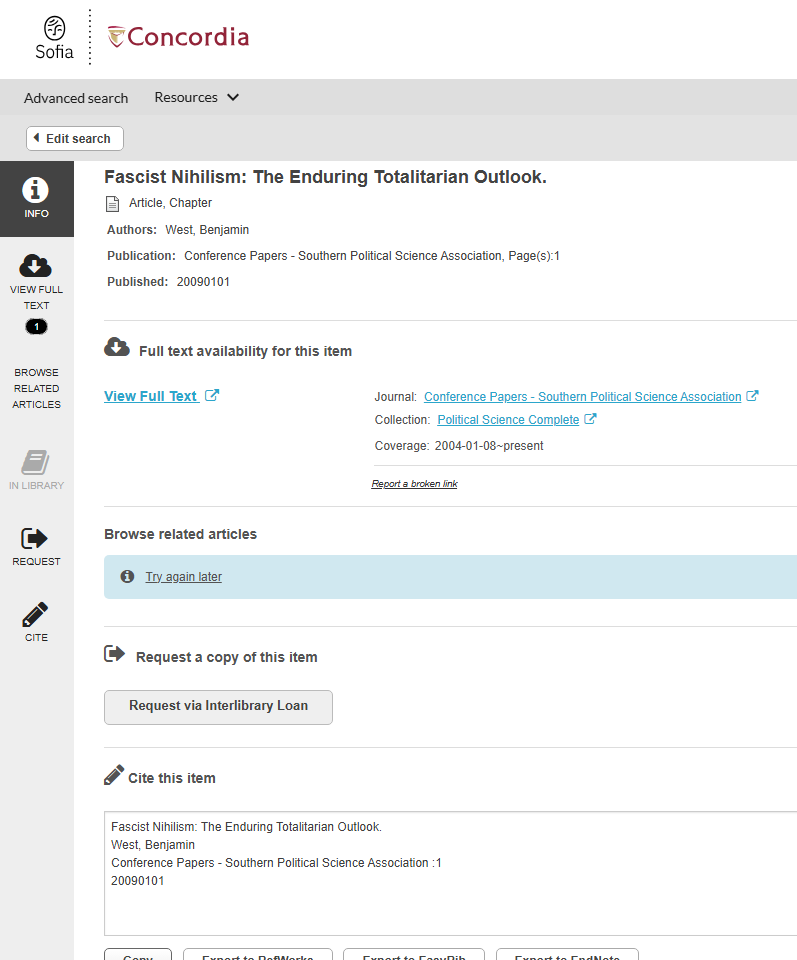 Sofia
Concordia
Advanced search Resources
Edit search
INFO
VIEW FULL
TEXT
1
BROWSE
RELATED
ARTICLES
IN LIBRARY
REQUEST
CITE
Fascist Nihilism: The Enduring Totalitarian Outlook.
Article, Chapter
Authors: West, Benjamin
Publication: Conference Papers - Southern Political Science Association, Page(s):1
Published: 20090101
Full text availability for this item
View Full Text
Journal: Conference Papers - Southern Political Science Association
Collection: Political Science Complete
Coverage: 2004-01-08~present
Report a broken link
Browse related articles
Try again later
Request a copy of this item
Request via Interlibrary Loan
Cite this item
Fascist Nihilism: The Enduring Totalitarian Outlook.
West, Benjamin
Conference Papers - Southern Political Science Association :1
20090101
Copy Export to RefWorks Export to EasyBib Export to EndNote